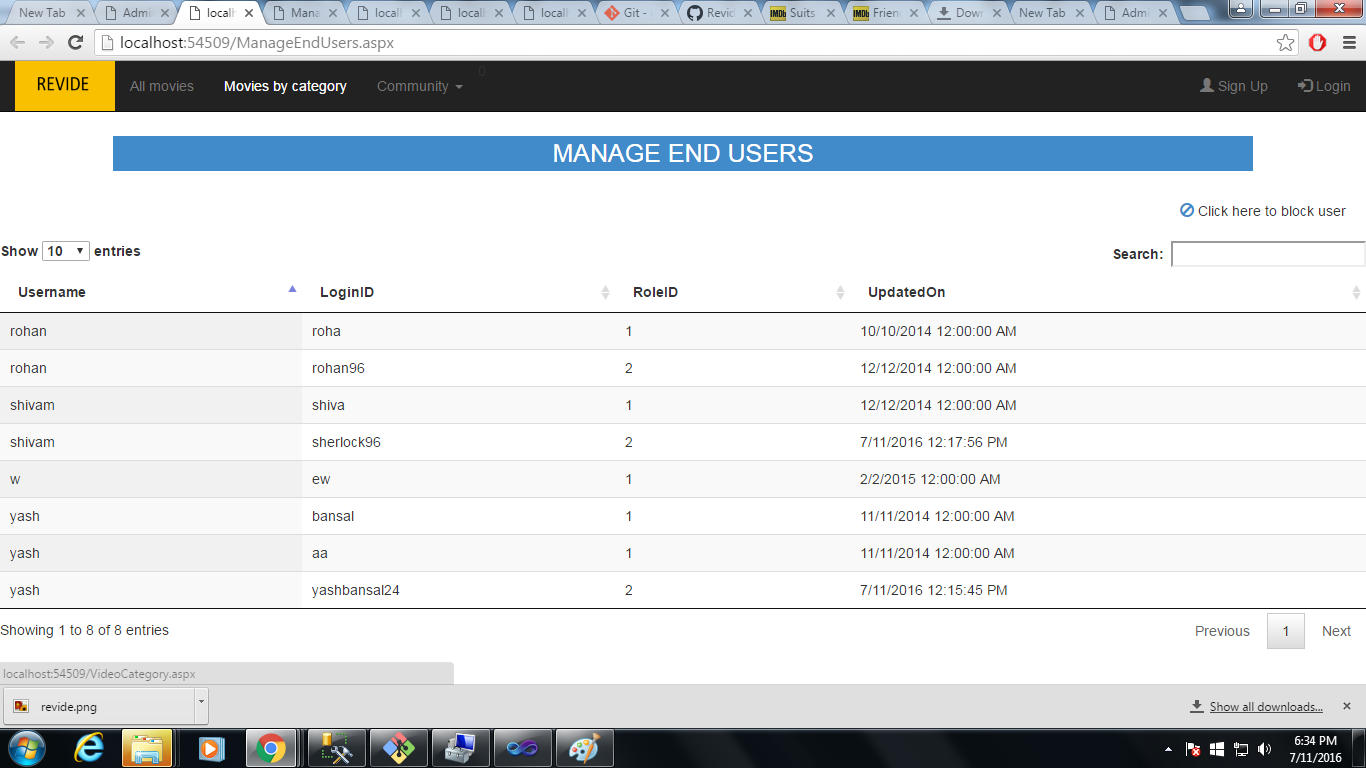 New Tab Admi localh Mana locall locall locall Git - Revid Suits Frien Down New Tab Admi
localhost:54509/ManageEndUsers.aspx
REVIDE All movies Movies by category Community 0 Sign Up Login
MANAGE END USERS
Click here to block user
Show 10 entries Search:
Username LoginID RoleID UpdatedOn
rohan roha 1 10/10/2014 12:00:00 AM
rohan rohan96 2 12/12/2014 12:00:00 AM
shivam shiva 1 12/12/2014 12:00:00 AM
shivam sherlock96 2 7/11/2016 12:17:56 PM
w ew 1 2/2/2015 12:00:00 AM
yash bansal 1 11/11/2014 12:00:00 AM
yash aa 1 11/11/2014 12:00:00 AM
yash yashbansal24 2 7/11/2016 12:15:45 PM
Showing 1 to 8 of 8 entries Previous 1 Next
localhost:54509/VideoCategory.aspx
revide.png Show all downloads...
6:34 PM
7/11/2016